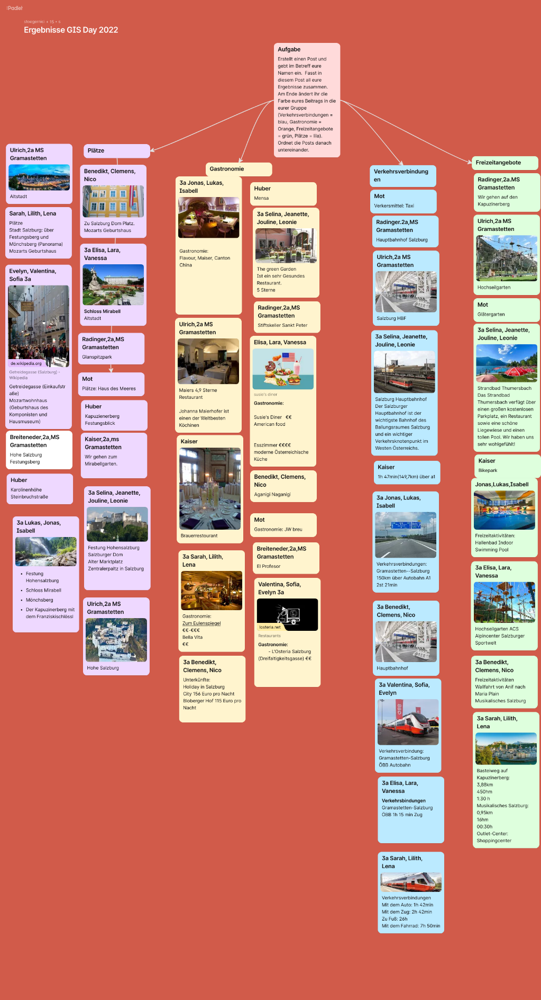 :Padlet
stoegernici + 15 • s
Ergebnisse GIS Day 2022
Aufgabe
Erstellt einen Post und
gebt im Betreff eure
Namen ein.  Fasst in
diesem Post all eure
Ergebnisse zusammen.
Am Ende ändert ihr die
Farbe eures Beitrags in die
eurer Gruppe
(Verkehrsverbindungen =
blau, Gastronomie =
Orange, Freizeitangebote
= grün, Plätze = lila).
Ordnet die Posts danach
untereinander.
Ulrich,2a MS
Gramastetten
Altstadt
Sarah, Lilith, Lena
Plätze
Stadt Salzburg: über
Festungsberg und
Mönchsberg (Panorama)
Mozarts Geburtshaus
Evelyn, Valentina,
Sofia 3a
de.wikipedia.org
Getreidegasse (Salzburg) -
Wikipedia
Getreidegasse (Einkaufstr
aße)
Mozartwohnhaus
(Geburtshaus des
Komponisten und
Hausmuseum)
Breiteneder,2a,MS
Gramastetten
Hohe Salzburg
Festungsberg
Huber
Karolinenhöhe
Steinbruchstraße
3a Lukas, Jonas,
Isabell
• Festung
Hohensalzburg
• Schloss Mirabell
• Mönchsberg
• Der Kapuzinerberg mit
dem Franziskischlössl
Plätze
Benedikt, Clemens,
Nico
Zu Salzburg Dom Platz.
Mozarts Geburtshaus
3a Elisa, Lara,
Vanessa
Schloss Mirabell
Altstadt
Radinger,2a,MS
Gramastetten
Glanspitzpark
Mot
Plätze: Haus des Meeres
Huber
Kapuzienerberg
Festungsblick
Kaiser,2a,ms
Gramastetten
Wir gehen zum
Mirabellgarten.
3a Selina, Jeanette,
Jouline, Leonie
Festung Hohensalzburg
Salzburger Dom
Alter Marktplatz
Zentralerpaltz in Salzburg
Ulrich,2a MS
Gramastetten
Hohe Salzburg
Gastronomie
3a Jonas, Lukas,
Isabell
Gastronomie:
Flavour, Maiser, Canton
China
Ulrich,2a MS
Gramastetten
Maiers 4,9 Sterne
Restaurant
Johanna Maierhofer ist
einen der Weltbesten
Köchinen
Kaiser
Brauerrestourant
3a Sarah, Lilith,
Lena
Gastronomie:
Zum Eulenspiegel
€€-€€€
Bella Vita
€€
3a Benedikt,
Clemens, Nico
Unterkünfte:
Holiday in Salzburg
City 156 Euro pro Nacht
Bloberger Hof 115 Euro pro
Nacht
Huber
Mensa
3a Selina, Jeanette,
Jouline, Leonie
The green Garden
Ist ein sehr Gesundes
Restaurant.
5 Sterne
Radinger,2a,MS
Gramastetten
Stiftskeller Sankt Peter
Elisa, Lara, Vanessa
susie's diner
Gastronomie:
Susie's Diner   €€
American food
Esszimmer €€€€
moderne Österreichische
Küche
Benedikt, Clemens,
Nico
Aganigi Naganigi
Mot
Gastronomie: JW breu
Breiteneder,2a,MS
Gramastetten
El Profesor
Valentina, Sofia,
Evelyn 3a
losteria.net
Restaurants
Gastronomie:
- L'Osteria Salzburg
(Dreifaltigkeitsgasse) €€
Verkehrsverbindung
en
Mot
Verkersmittel: Taxi
Radinger,2a,MS
Gramastetten
Hauptbahnhof Salzburg
Ulrich,2a MS
Gramastetten
Salzburg HBF
3a Selina, Jeanette,
Jouline, Leonie
Salzburg Hauptbahnhof
Der Salzburger
Hauptbahnhof ist der
wichtigste Bahnhof des
Ballungsraumes Salzburg
und ein wichtiger
Verkehrsknotenpunkt im
Westen Österreichs.
Kaiser
1h 47min(149,7km) über a1
3a Jonas, Lukas,
Isabell
Verkehrsverbindungen:
Gramastetten--Salzburg
150km über Autobahn A1
2st 21min
3a Benedikt,
Clemens, Nico
Hauptbahnhof
3a Valentina, Sofia,
Evelyn
ÖBB
Verkehrsverbindung:
Gramastetten-Salzburg
ÖBB Autobahn
3a Elisa, Lara,
Vanessa
Verkehrsbindungen
Gramastetten-Salzburg
ÖBB 1h 15 min Zug
3a Sarah, Lilith,
Lena
Verkehrsverbindungen
Mit dem Auto: 1h 42min
Mit dem Zug: 2h 42min
Zu Fuß: 26h
Mit dem Fahrrad: 7h 50min
Freizeitangebote
Radinger,2a.MS
Gramastetten
Wir gehen auf den
Kapuzinerberg
Ulrich,2a MS
Gramastetten
Hochseilgarten
Mot
Glätergarten
3a Selina, Jeanette,
Jouline, Leonie
Strandbad Thumersbach
Das Strandbad
Thumersbach verfügt über
einen großen kostenlosen
Parkplatz, ein Restaurant
sowie eine schöne
Liegewiese und einen
tollen Pool. Wir haben uns
sehr wohlgefühlt!
Kaiser
Bikepark
Jonas,Lukas,Isabell
Freizeitaktivitäten:
Hallenbad Indoor
Swimming Pool
3a Elisa, Lara,
Vanessa
Hochseilgarten ACS
Alpincenter Salzburger
Sportwelt
3a Benedikt,
Clemens, Nico
Freizeitaktivitäten
Wallfahrt von Anif nach
Maria Plain
Musikalisches Salzburg
3a Sarah, Lilith,
Lena
Basteiweg auf
Kapuzinerberg:
3,88km
450hm
1:30 h
Musikalisches Salzburg:
0,95km
16hm
00:30h
Outlet-Center:
Shoppingcenter